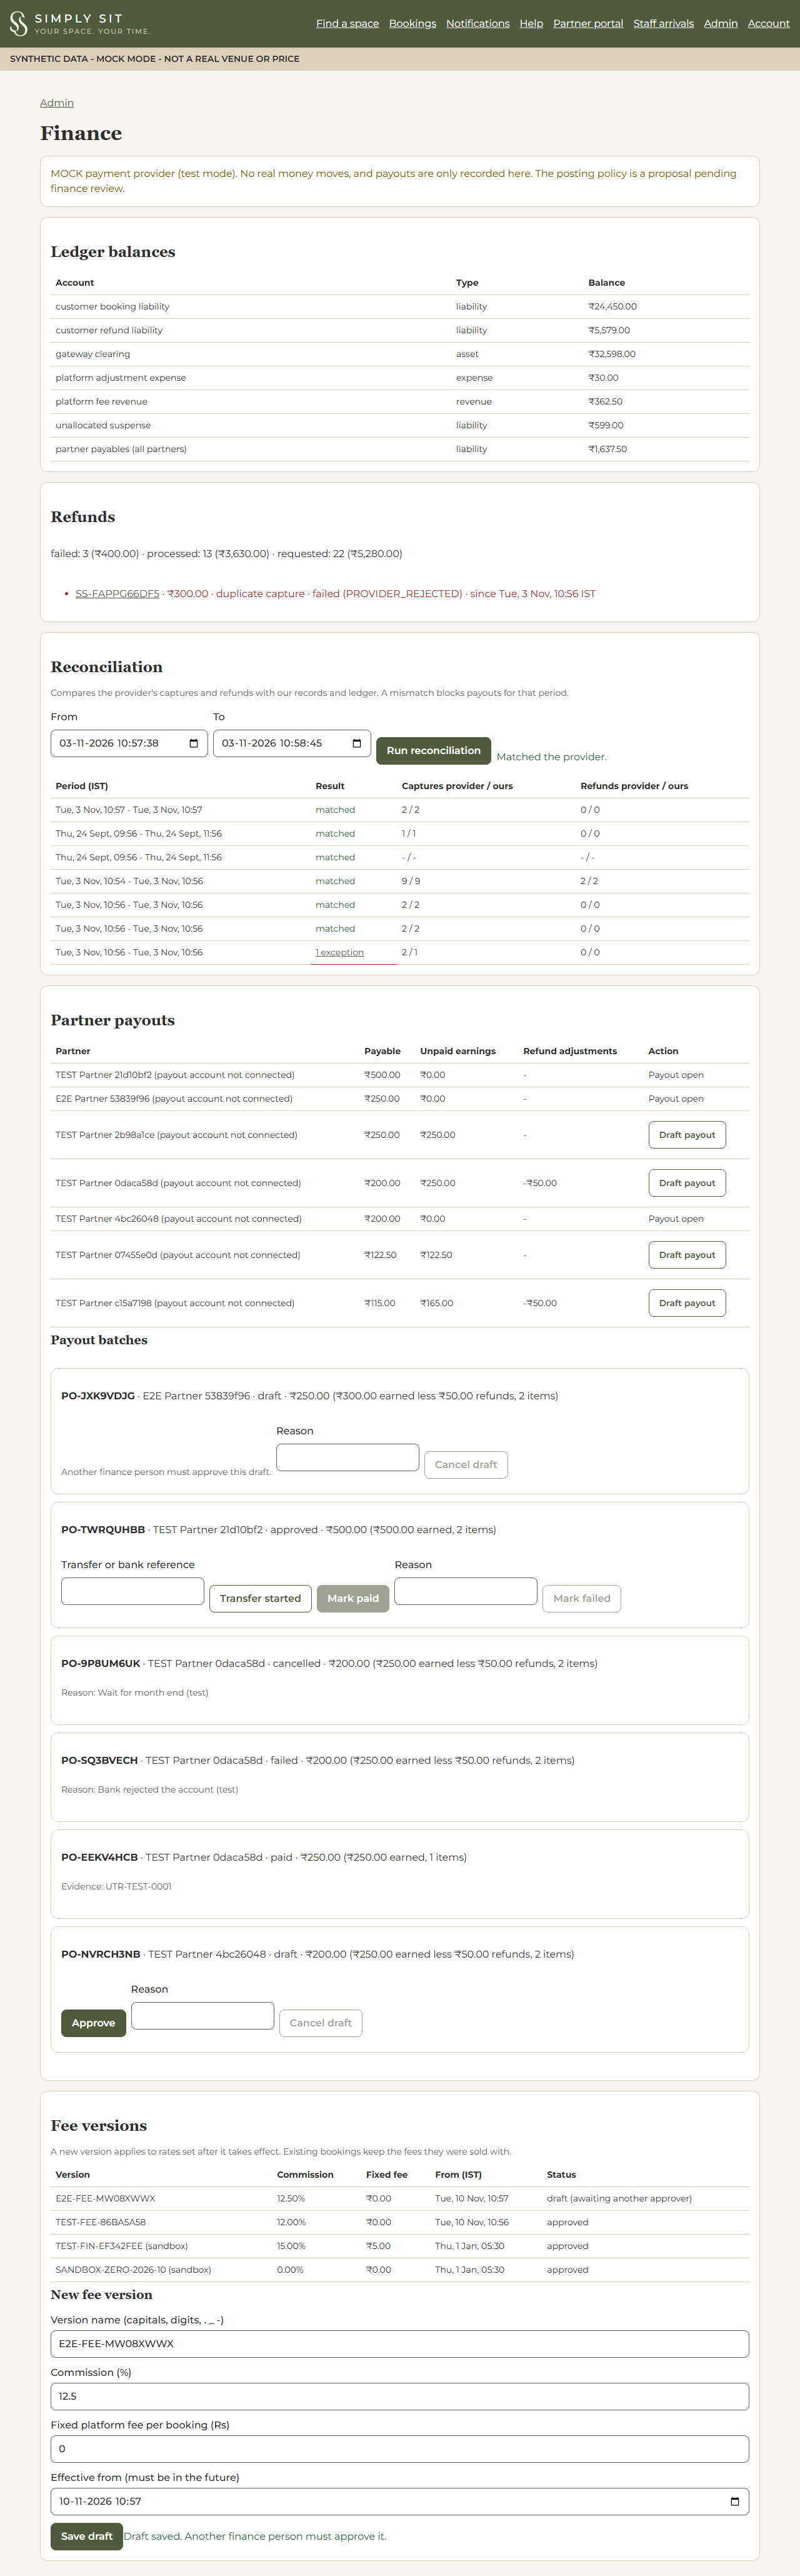 SIMPLY SIT
YOUR SPACE. YOUR TIME.
Find a space Bookings Notifications Help Partner portal Staff arrivals Admin Account
SYNTHETIC DATA - MOCK MODE - NOT A REAL VENUE OR PRICE
Admin
Finance
MOCK payment provider (test mode). No real money moves, and payouts are only recorded here. The posting policy is a proposal pending
finance review.
Ledger balances
Account Type Balance
customer booking liability liability ₹24,450.00
customer refund liability liability ₹5,579.00
gateway clearing asset ₹32,598.00
platform adjustment expense expense ₹30.00
platform fee revenue revenue ₹362.50
unallocated suspense liability ₹599.00
partner payables (all partners) liability ₹1,637.50
Refunds
failed: 3 (₹400.00) · processed: 13 (₹3,630.00) · requested: 22 (₹5,280.00)
• SS-FAPPG66DF5 · ₹300.00 · duplicate capture · failed (PROVIDER_REJECTED) · since Tue, 3 Nov, 10:56 IST
Reconciliation
Compares the provider's captures and refunds with our records and ledger. A mismatch blocks payouts for that period.
From To
03-11-2026 10:57:38 03-11-2026 10:58:45 Run reconciliation Matched the provider.
Period (IST) Result Captures provider / ours Refunds provider / ours
Tue, 3 Nov, 10:57 - Tue, 3 Nov, 10:57 matched 2 / 2 0 / 0
Thu, 24 Sept, 09:56 - Thu, 24 Sept, 11:56 matched 1 / 1 0 / 0
Thu, 24 Sept, 09:56 - Thu, 24 Sept, 11:56 matched - / - - / -
Tue, 3 Nov, 10:54 - Tue, 3 Nov, 10:56 matched 9 / 9 2 / 2
Tue, 3 Nov, 10:56 - Tue, 3 Nov, 10:56 matched 2 / 2 0 / 0
Tue, 3 Nov, 10:56 - Tue, 3 Nov, 10:56 matched 2 / 2 0 / 0
Tue, 3 Nov, 10:56 - Tue, 3 Nov, 10:56 1 exception 2 / 1 0 / 0
Partner payouts
Partner Payable Unpaid earnings Refund adjustments Action
TEST Partner 21d10bf2 (payout account not connected) ₹500.00 ₹0.00 - Payout open
E2E Partner 53839f96 (payout account not connected) ₹250.00 ₹0.00 - Payout open
TEST Partner 2b98a1ce (payout account not connected) ₹250.00 ₹250.00 - Draft payout
TEST Partner 0daca58d (payout account not connected) ₹200.00 ₹250.00 -₹50.00 Draft payout
TEST Partner 4bc26048 (payout account not connected) ₹200.00 ₹0.00 - Payout open
TEST Partner 07455e0d (payout account not connected) ₹122.50 ₹122.50 - Draft payout
TEST Partner c15a7198 (payout account not connected) ₹115.00 ₹165.00 -₹50.00 Draft payout
Payout batches
PO-JXK9VDJG · E2E Partner 53839f96 · draft · ₹250.00 (₹300.00 earned less ₹50.00 refunds, 2 items)
Reason
Another finance person must approve this draft. Cancel draft
PO-TWRQUHBB · TEST Partner 21d10bf2 · approved · ₹500.00 (₹500.00 earned, 2 items)
Transfer or bank reference Reason
Transfer started Mark paid Mark failed
PO-9P8UM6UK · TEST Partner 0daca58d · cancelled · ₹200.00 (₹250.00 earned less ₹50.00 refunds, 2 items)
Reason: Wait for month end (test)
PO-SQ3BVECH · TEST Partner 0daca58d · failed · ₹200.00 (₹250.00 earned less ₹50.00 refunds, 2 items)
Reason: Bank rejected the account (test)
PO-EEKV4HCB · TEST Partner 0daca58d · paid · ₹250.00 (₹250.00 earned, 1 items)
Evidence: UTR-TEST-0001
PO-NVRCH3NB · TEST Partner 4bc26048 · draft · ₹200.00 (₹250.00 earned less ₹50.00 refunds, 2 items)
Reason
Approve Cancel draft
Fee versions
A new version applies to rates set after it takes effect. Existing bookings keep the fees they were sold with.
Version Commission Fixed fee From (IST) Status
E2E-FEE-MW08XWWX 12.50% ₹0.00 Tue, 10 Nov, 10:57 draft (awaiting another approver)
TEST-FEE-86BA5A58 12.00% ₹0.00 Tue, 10 Nov, 10:56 approved
TEST-FIN-EF342FEE (sandbox) 15.00% ₹5.00 Thu, 1 Jan, 05:30 approved
SANDBOX-ZERO-2026-10 (sandbox) 0.00% ₹0.00 Thu, 1 Jan, 05:30 approved
New fee version
Version name (capitals, digits, . _ -)
E2E-FEE-MW08XWWX
Commission (%)
12.5
Fixed platform fee per booking (Rs)
0
Effective from (must be in the future)
10-11-2026 10:57
Save draft Draft saved. Another finance person must approve it.